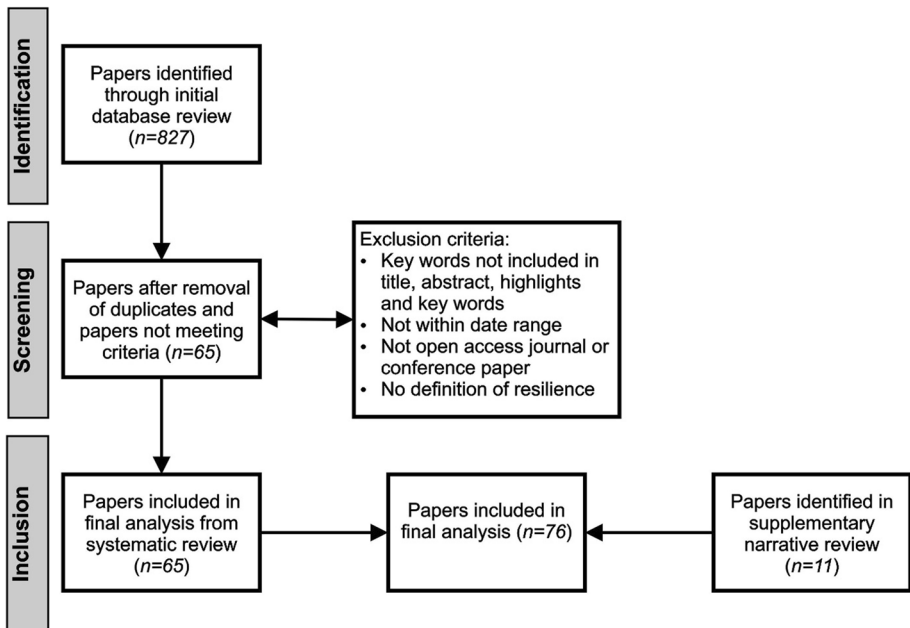 Identification
Papers identified
through initial
database review
(n=827)
Screening
Papers after removal
of duplicates and
papers not meeting
criteria (n=65)
Exclusion criteria:
• Key words not included in
title, abstract, highlights
and key words
• Not within date range
• Not open access journal or
conference paper
• No definition of resilience
Inclusion
Papers included in
final analysis from
systematic review
(n=65)
Papers included in
final analysis (n=76)
Papers identified in
supplementary
narrative review
(n=11)